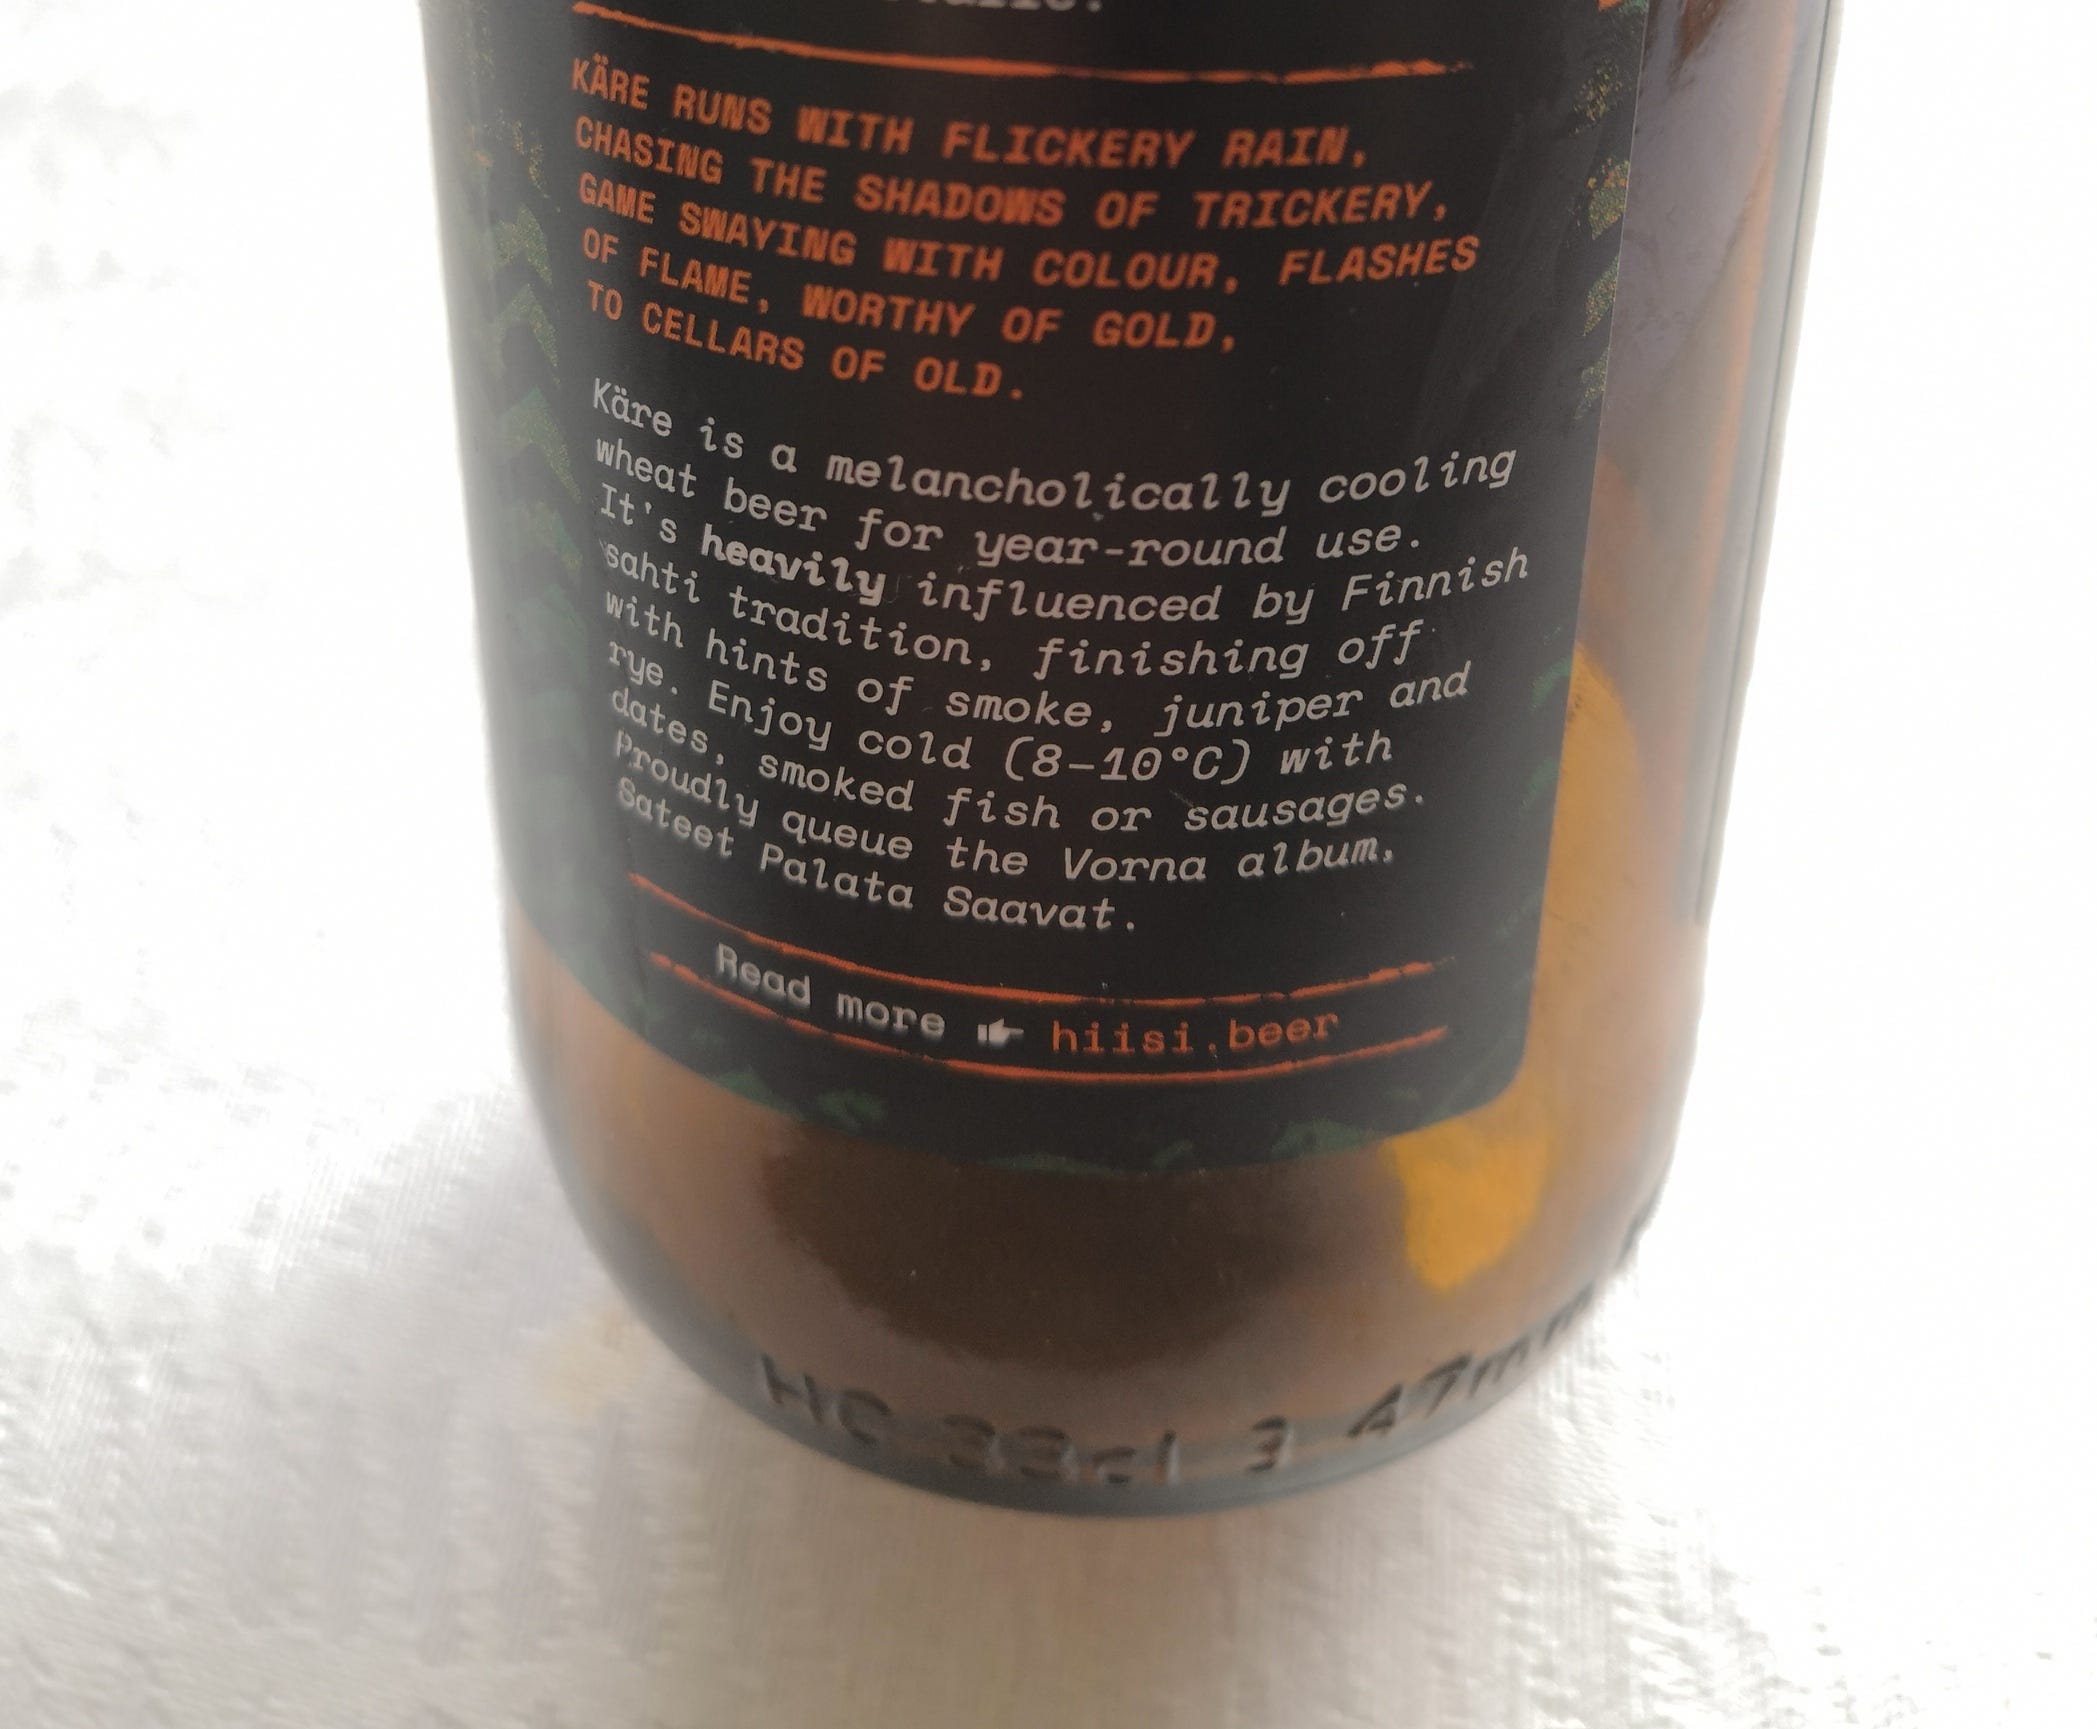 KÄRE RUNS WITH FLICKERY RAIN,
CHASING THE SHADOWS OF TRICKERY,
GAME SWAYING WITH COLOUR, FLASHES
OF FLAME, WORTHY OF GOLD,
TO CELLARS OF OLD.
Käre is a melancholically cooling
wheat beer for year-round use.
It's heavily influenced by Finnish
sahti tradition, finishing off
with hints of smoke, juniper and
rye. Enjoy cold (8–10°C) with
dates, smoked fish or sausages.
Proudly queue the Vorna album,
Sateet Palata Saavat.
Read more hiisi.beer
HC 33cl 3 47mm